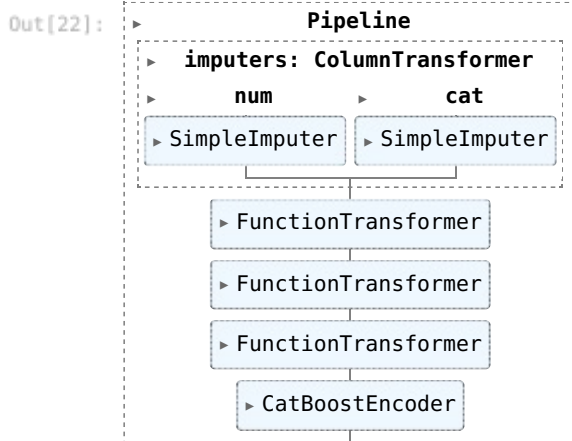 Out[22]:
Pipeline
imputers: ColumnTransformer
num cat
SimpleImputer SimpleImputer
FunctionTransformer
FunctionTransformer
FunctionTransformer
CatBoostEncoder